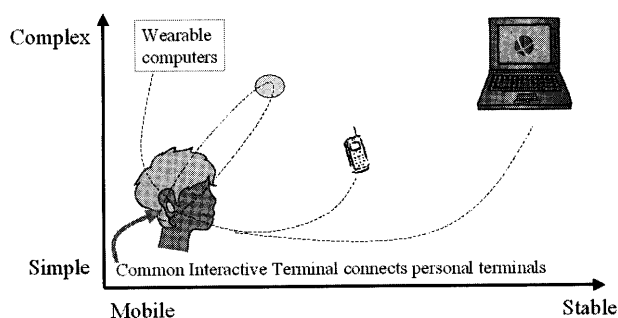 Complex
Wearable
computers
Simple
Common Interactive Terminal connects personal terminals
Mobile
Stable